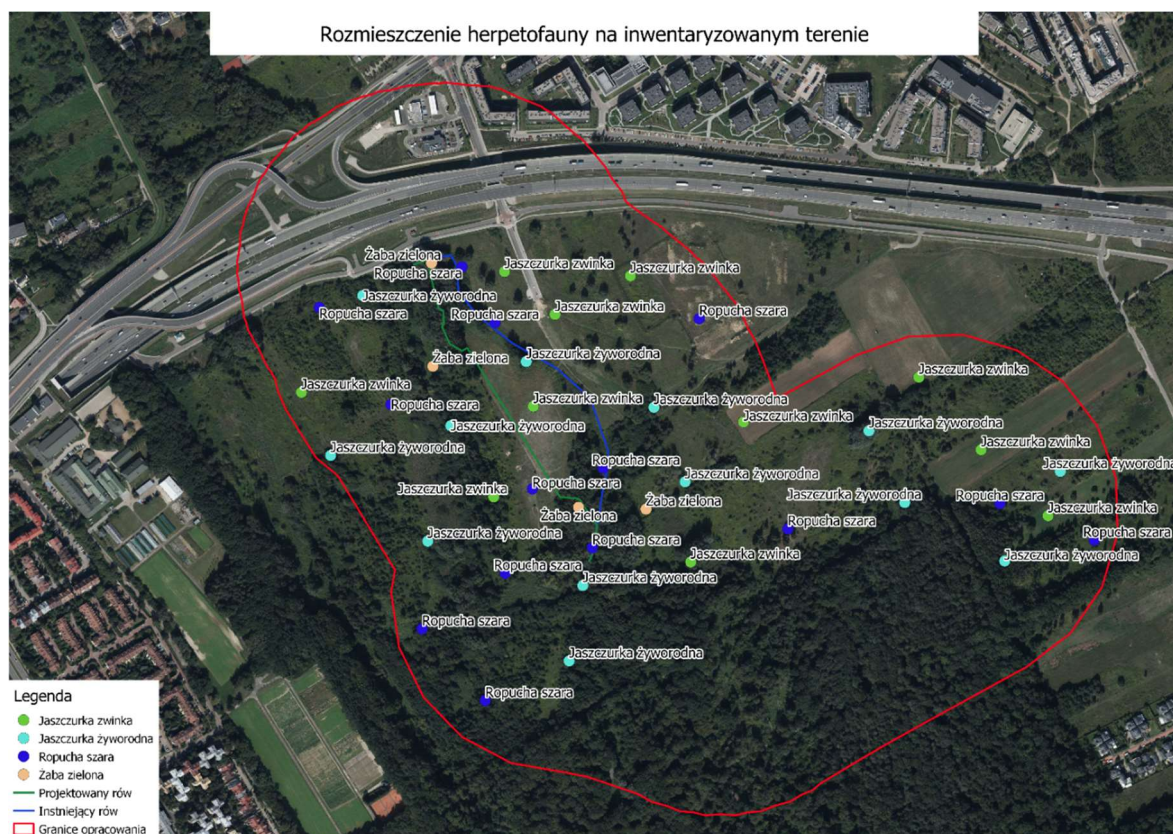 Rozmieszczenie herpetofauny na inwentaryzowanym terenie
Żaba zielona
Ropucha szara
Jaszczurka zwinka
Jaszczurka zwinka
Jaszczurka żyworodna
Ropucha szara
Ropucha szara
Jaszczurka zwinka
Ropucha szara
Żaba zielona
Jaszczurka żyworodna
Jaszczurka zwinka
Jaszczurka zwinka
Ropucha szara
Jaszczurka zwinka
Jaszczurka żyworodna
Jaszczurka zwinka
Jaszczurka żyworodna
Jaszczurka żyworodna
Jaszczurka żyworodna
Jaszczurka zwinka
Ropucha szara
Jaszczurka żyworodna
Jaszczurka żyworodna
Ropucha szara
Jaszczurka zwinka
Jaszczurka żyworodna
Ropucha szara
Żaba zielona
Żaba zielona
Jaszczurka zwinka
Ropucha szara
Jaszczurka żyworodna
Ropucha szara
Ropucha szara
Jaszczurka zwinka
Jaszczurka żyworodna
Ropucha szara
Jaszczurka żyworodna
Ropucha szara
Jaszczurka żyworodna
Ropucha szara
Legenda
Jaszczurka zwinka
Jaszczurka żyworodna
Ropucha szara
Żaba zielona
Projektowany rów
Instniejący rów
Granice opracowania